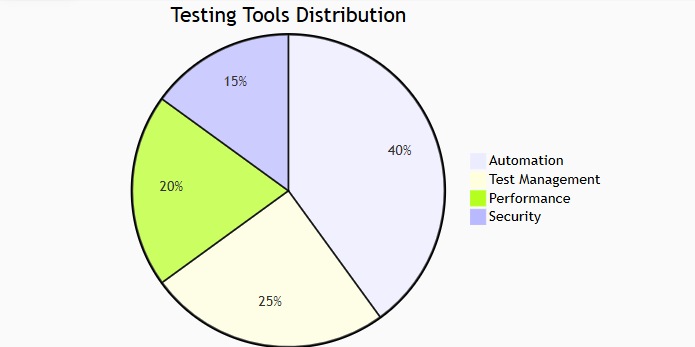 Testing Tools Distribution
15%
40%
20%
25%
Automation
Test Management
Performance
Security